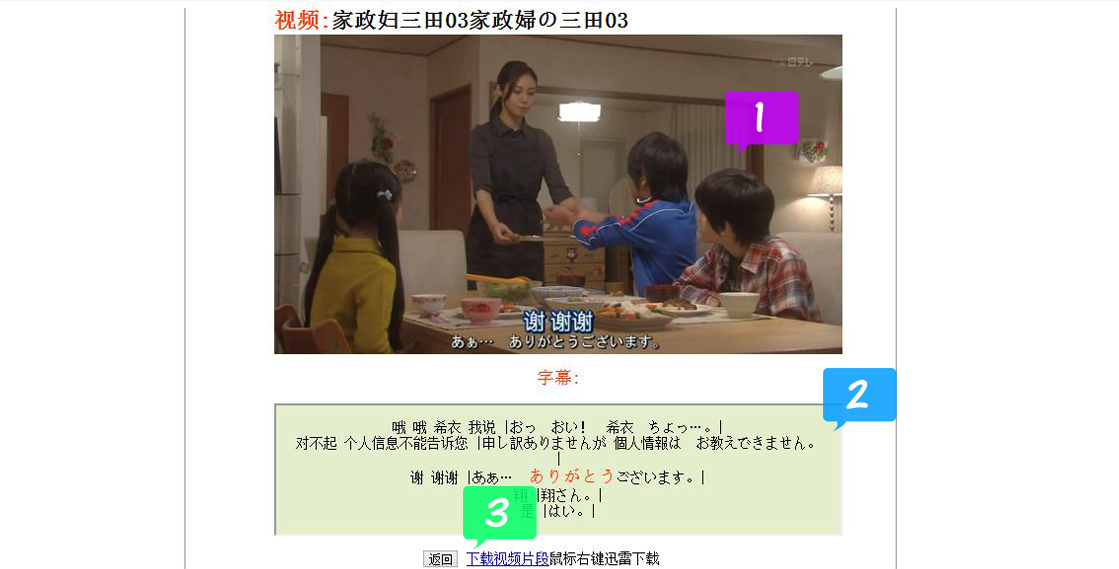 视频:家政妇三田03家政婦の三田03
日テレ
1
谢 谢谢
あぁ… ありがとうございます。
字幕:
2
哦 哦 希衣 我说 |おっ おい! 希衣 ちょっ…。|
对不起 个人信息不能告诉您 |申し訳ありませんが 個人情報は お教えできません。
|
谢 谢谢 |あぁ… ありがとうございます。|
翔 |翔さん。|
3
是 |はい。|
返回 下载视频片段鼠标右键迅雷下载